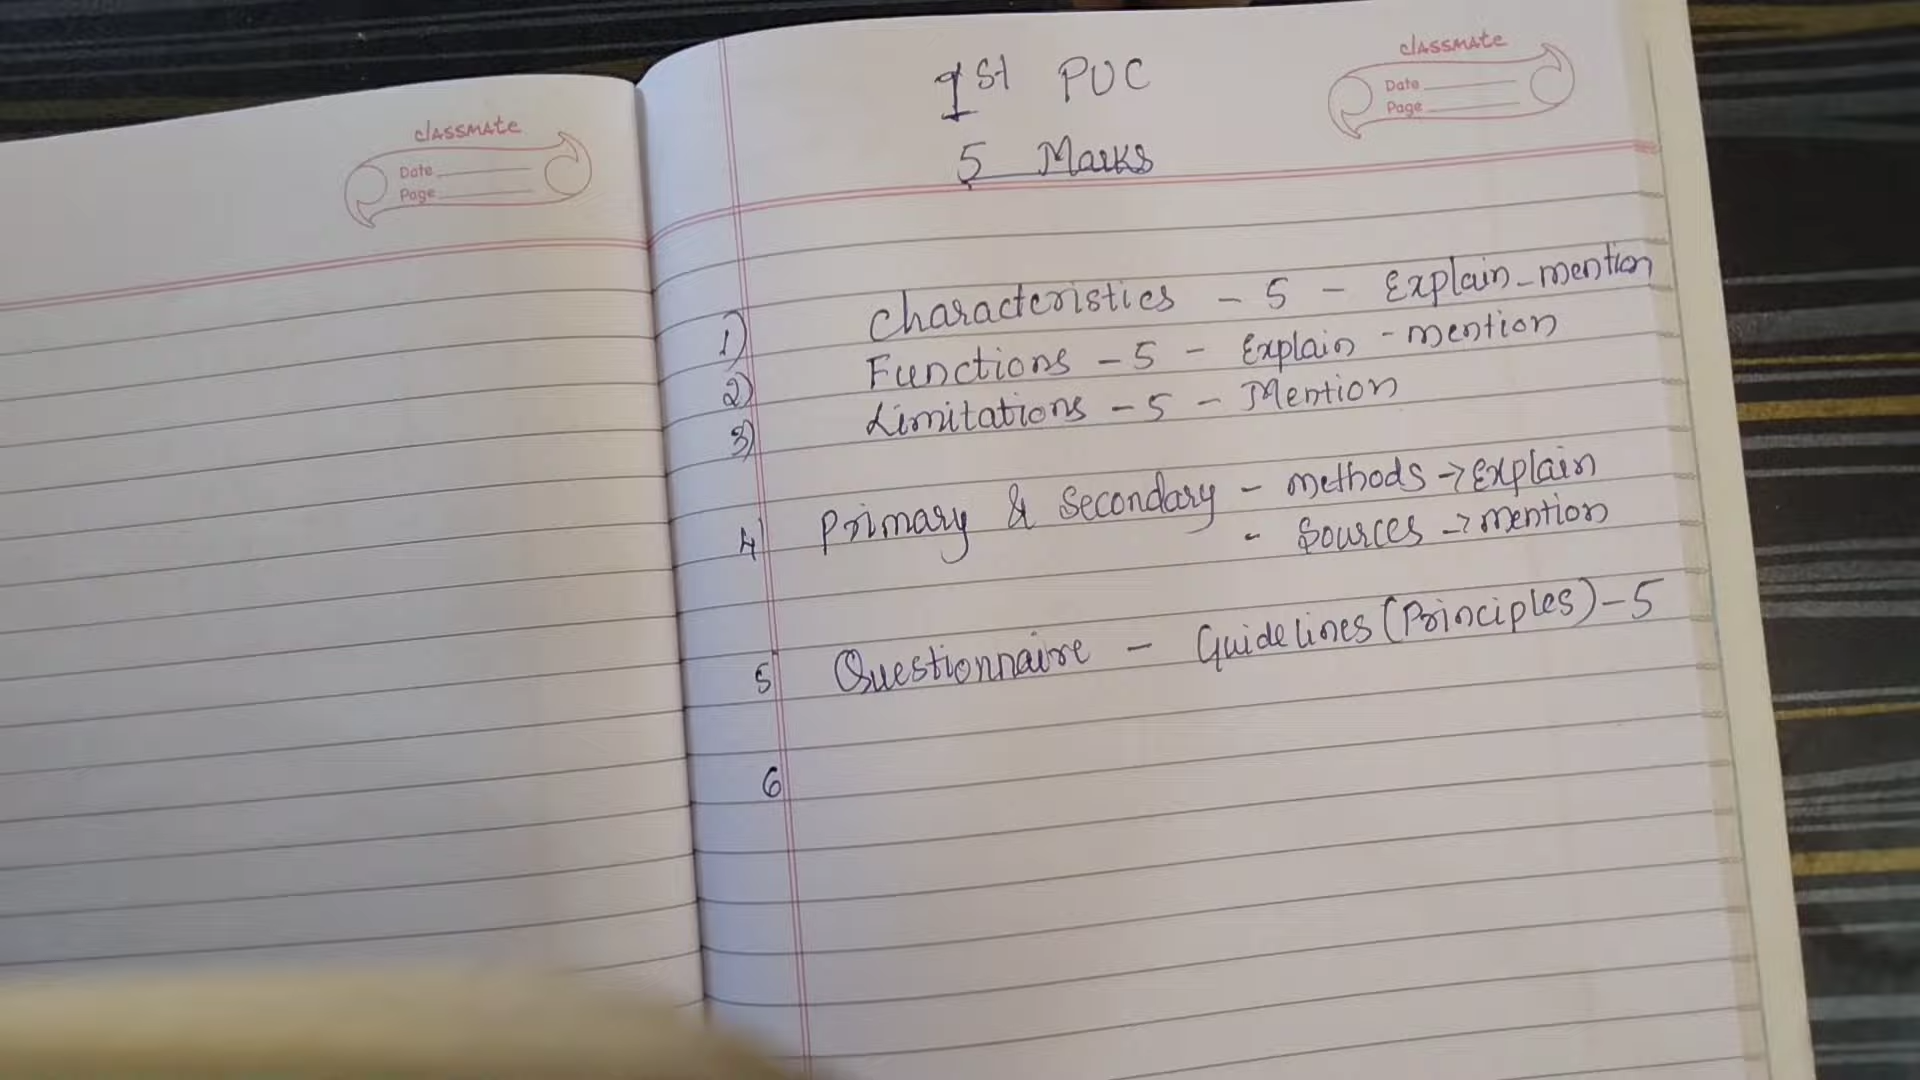 classmate
Date
Page
classmate
Date
Page
1st PUC
5 Marks
1) Characteristics - 5 - Explain - mention
2) Functions - 5 - Explain - mention
3) Limitations - 5 - Mention
4) Primary & Secondary - methods → Explain
- Sources → mention
5 Questionnaire - Guidelines (Principles) - 5
6